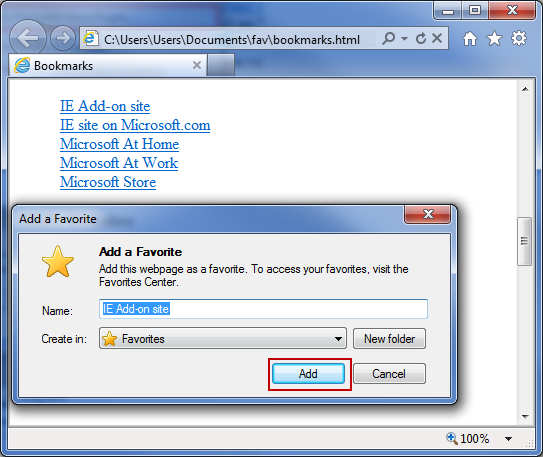 C:\Users\Users\Documents\fav\bookmarks.html
Bookmarks
IE Add-on site
IE site on Microsoft.com
Microsoft At Home
Microsoft At Work
Microsoft Store
Add a Favorite
Add a Favorite
Add this webpage as a favorite. To access your favorites, visit the
Favorites Center.
Name: IE Add-on site
Create in: Favorites New folder
Add Cancel
100%